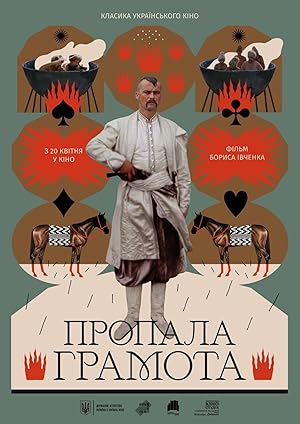 КЛАСИКА УКРАЇНСЬКОГО КІНО
З 20 КВІТНЯ
У КІНО
ФІЛЬМ
БОРИСА ІВЧЕНКА
ПРОПАЛА
ГРАМОТА